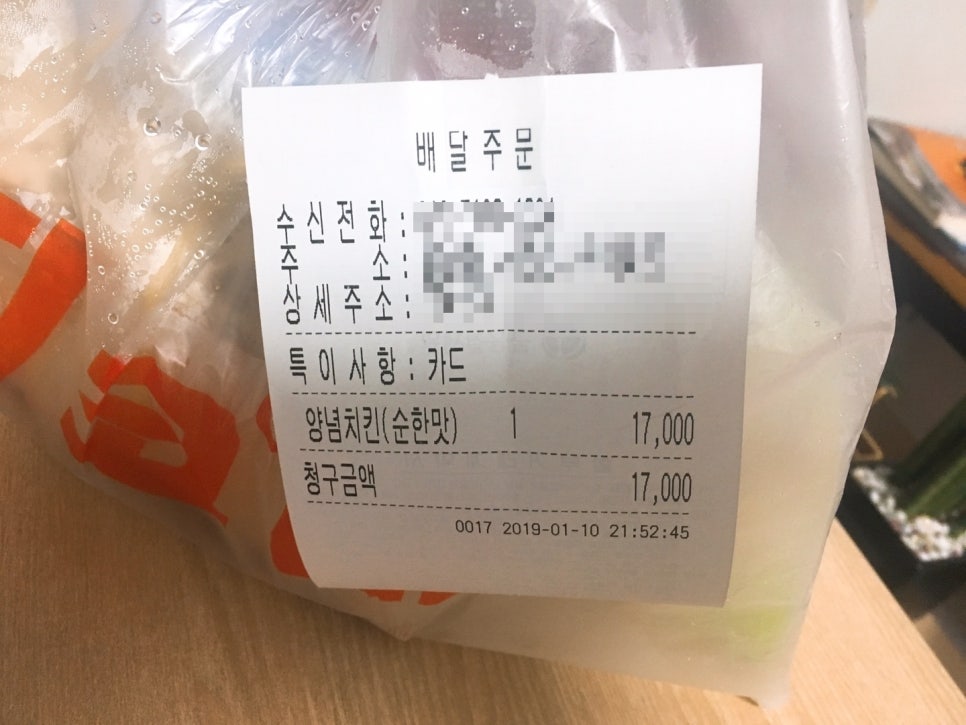 배달주문
수신전화 :
주 소 :
상세주소 :
특이사항 : 카드
양념치킨(순한맛) 1 17,000
청구금액 17,000
0017 2019-01-10 21:52:45